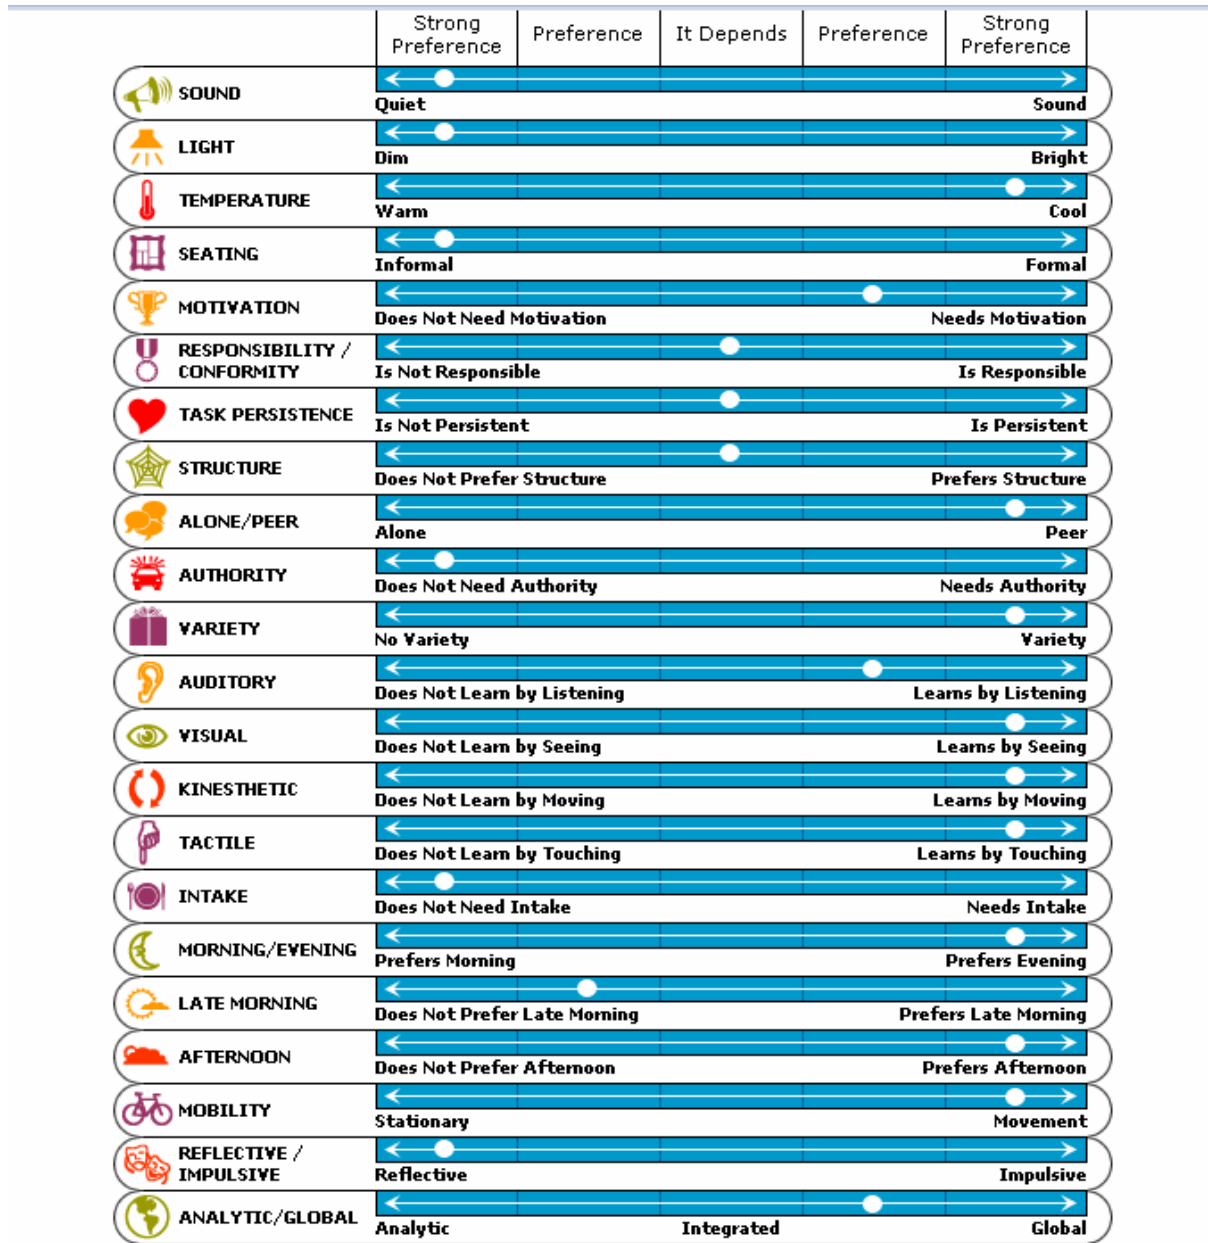 Strong Preference Preference It Depends Preference Strong Preference
SOUND
Quiet Sound
LIGHT
Dim Bright
TEMPERATURE
Warm Cool
SEATING
Informal Formal
MOTIVATION
Does Not Need Motivation Needs Motivation
RESPONSIBILITY /
CONFORMITY
Is Not Responsible Is Responsible
TASK PERSISTENCE
Is Not Persistent Is Persistent
STRUCTURE
Does Not Prefer Structure Prefers Structure
ALONE/PEER
Alone Peer
AUTHORITY
Does Not Need Authority Needs Authority
VARIETY
No Variety Variety
AUDITORY
Does Not Learn by Listening Learns by Listening
VISUAL
Does Not Learn by Seeing Learns by Seeing
KINESTHETIC
Does Not Learn by Moving Learns by Moving
TACTILE
Does Not Learn by Touching Learns by Touching
INTAKE
Does Not Need Intake Needs Intake
MORNING/EVENING
Prefers Morning Prefers Evening
LATE MORNING
Does Not Prefer Late Morning Prefers Late Morning
AFTERNOON
Does Not Prefer Afternoon Prefers Afternoon
MOBILITY
Stationary Movement
REFLECTIVE /
IMPULSIVE
Reflective Impulsive
ANALYTIC/GLOBAL
Analytic Integrated Global